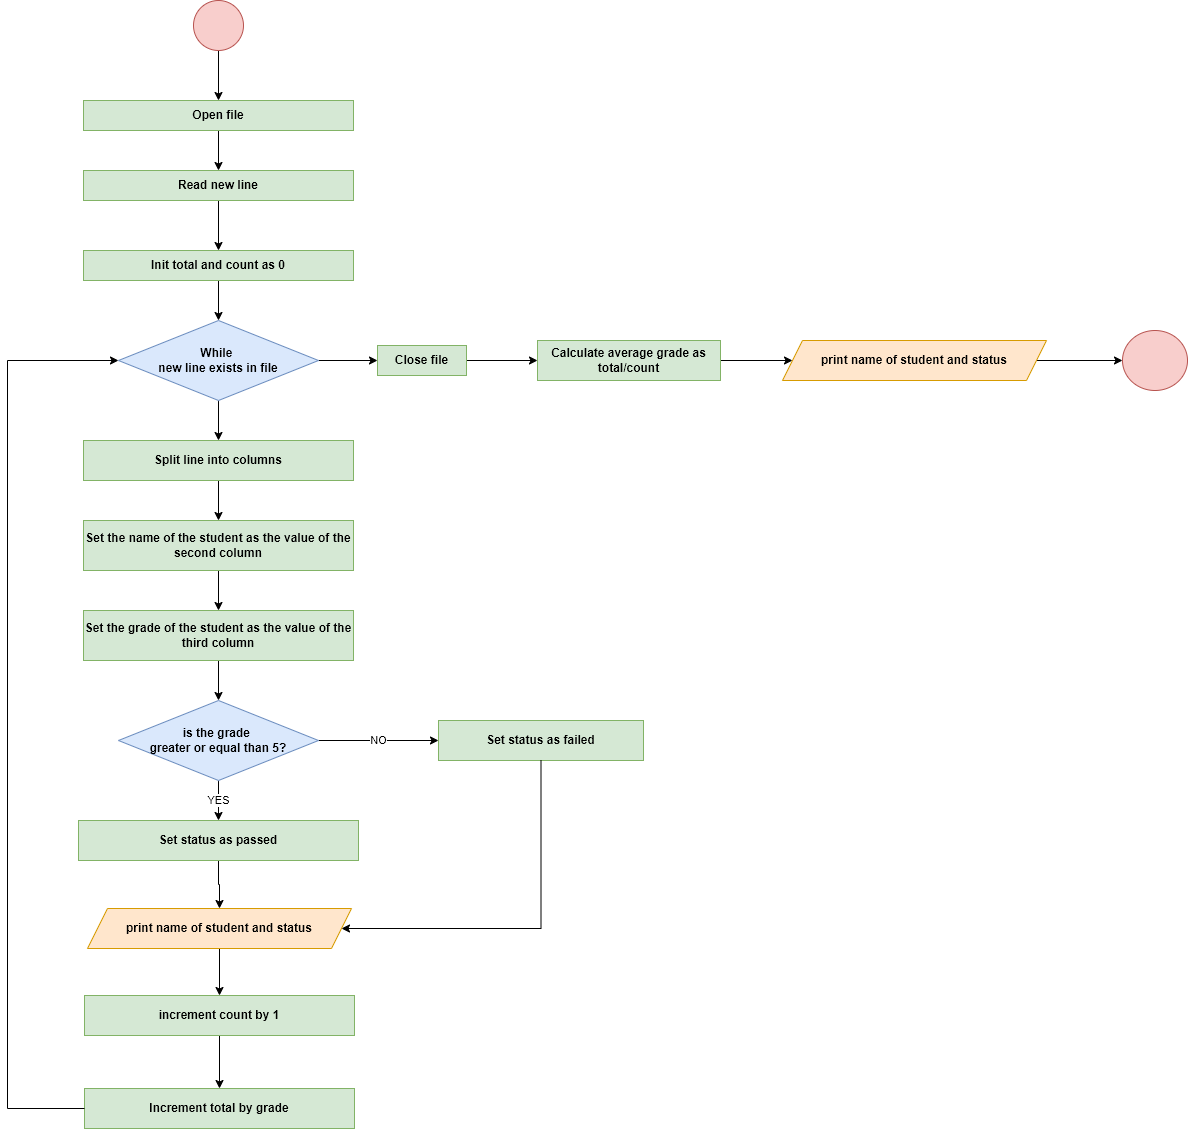 Open file
Read new line
Init total and count as 0
While
new line exists in file
Close file
Calculate average grade as
total/count
print name of student and status
Split line into columns
Set the name of the student as the value of the
second column
Set the grade of the student as the value of the
third column
is the grade
greater or equal than 5?
NO
Set status as failed
YES
Set status as passed
print name of student and status
increment count by 1
Increment total by grade